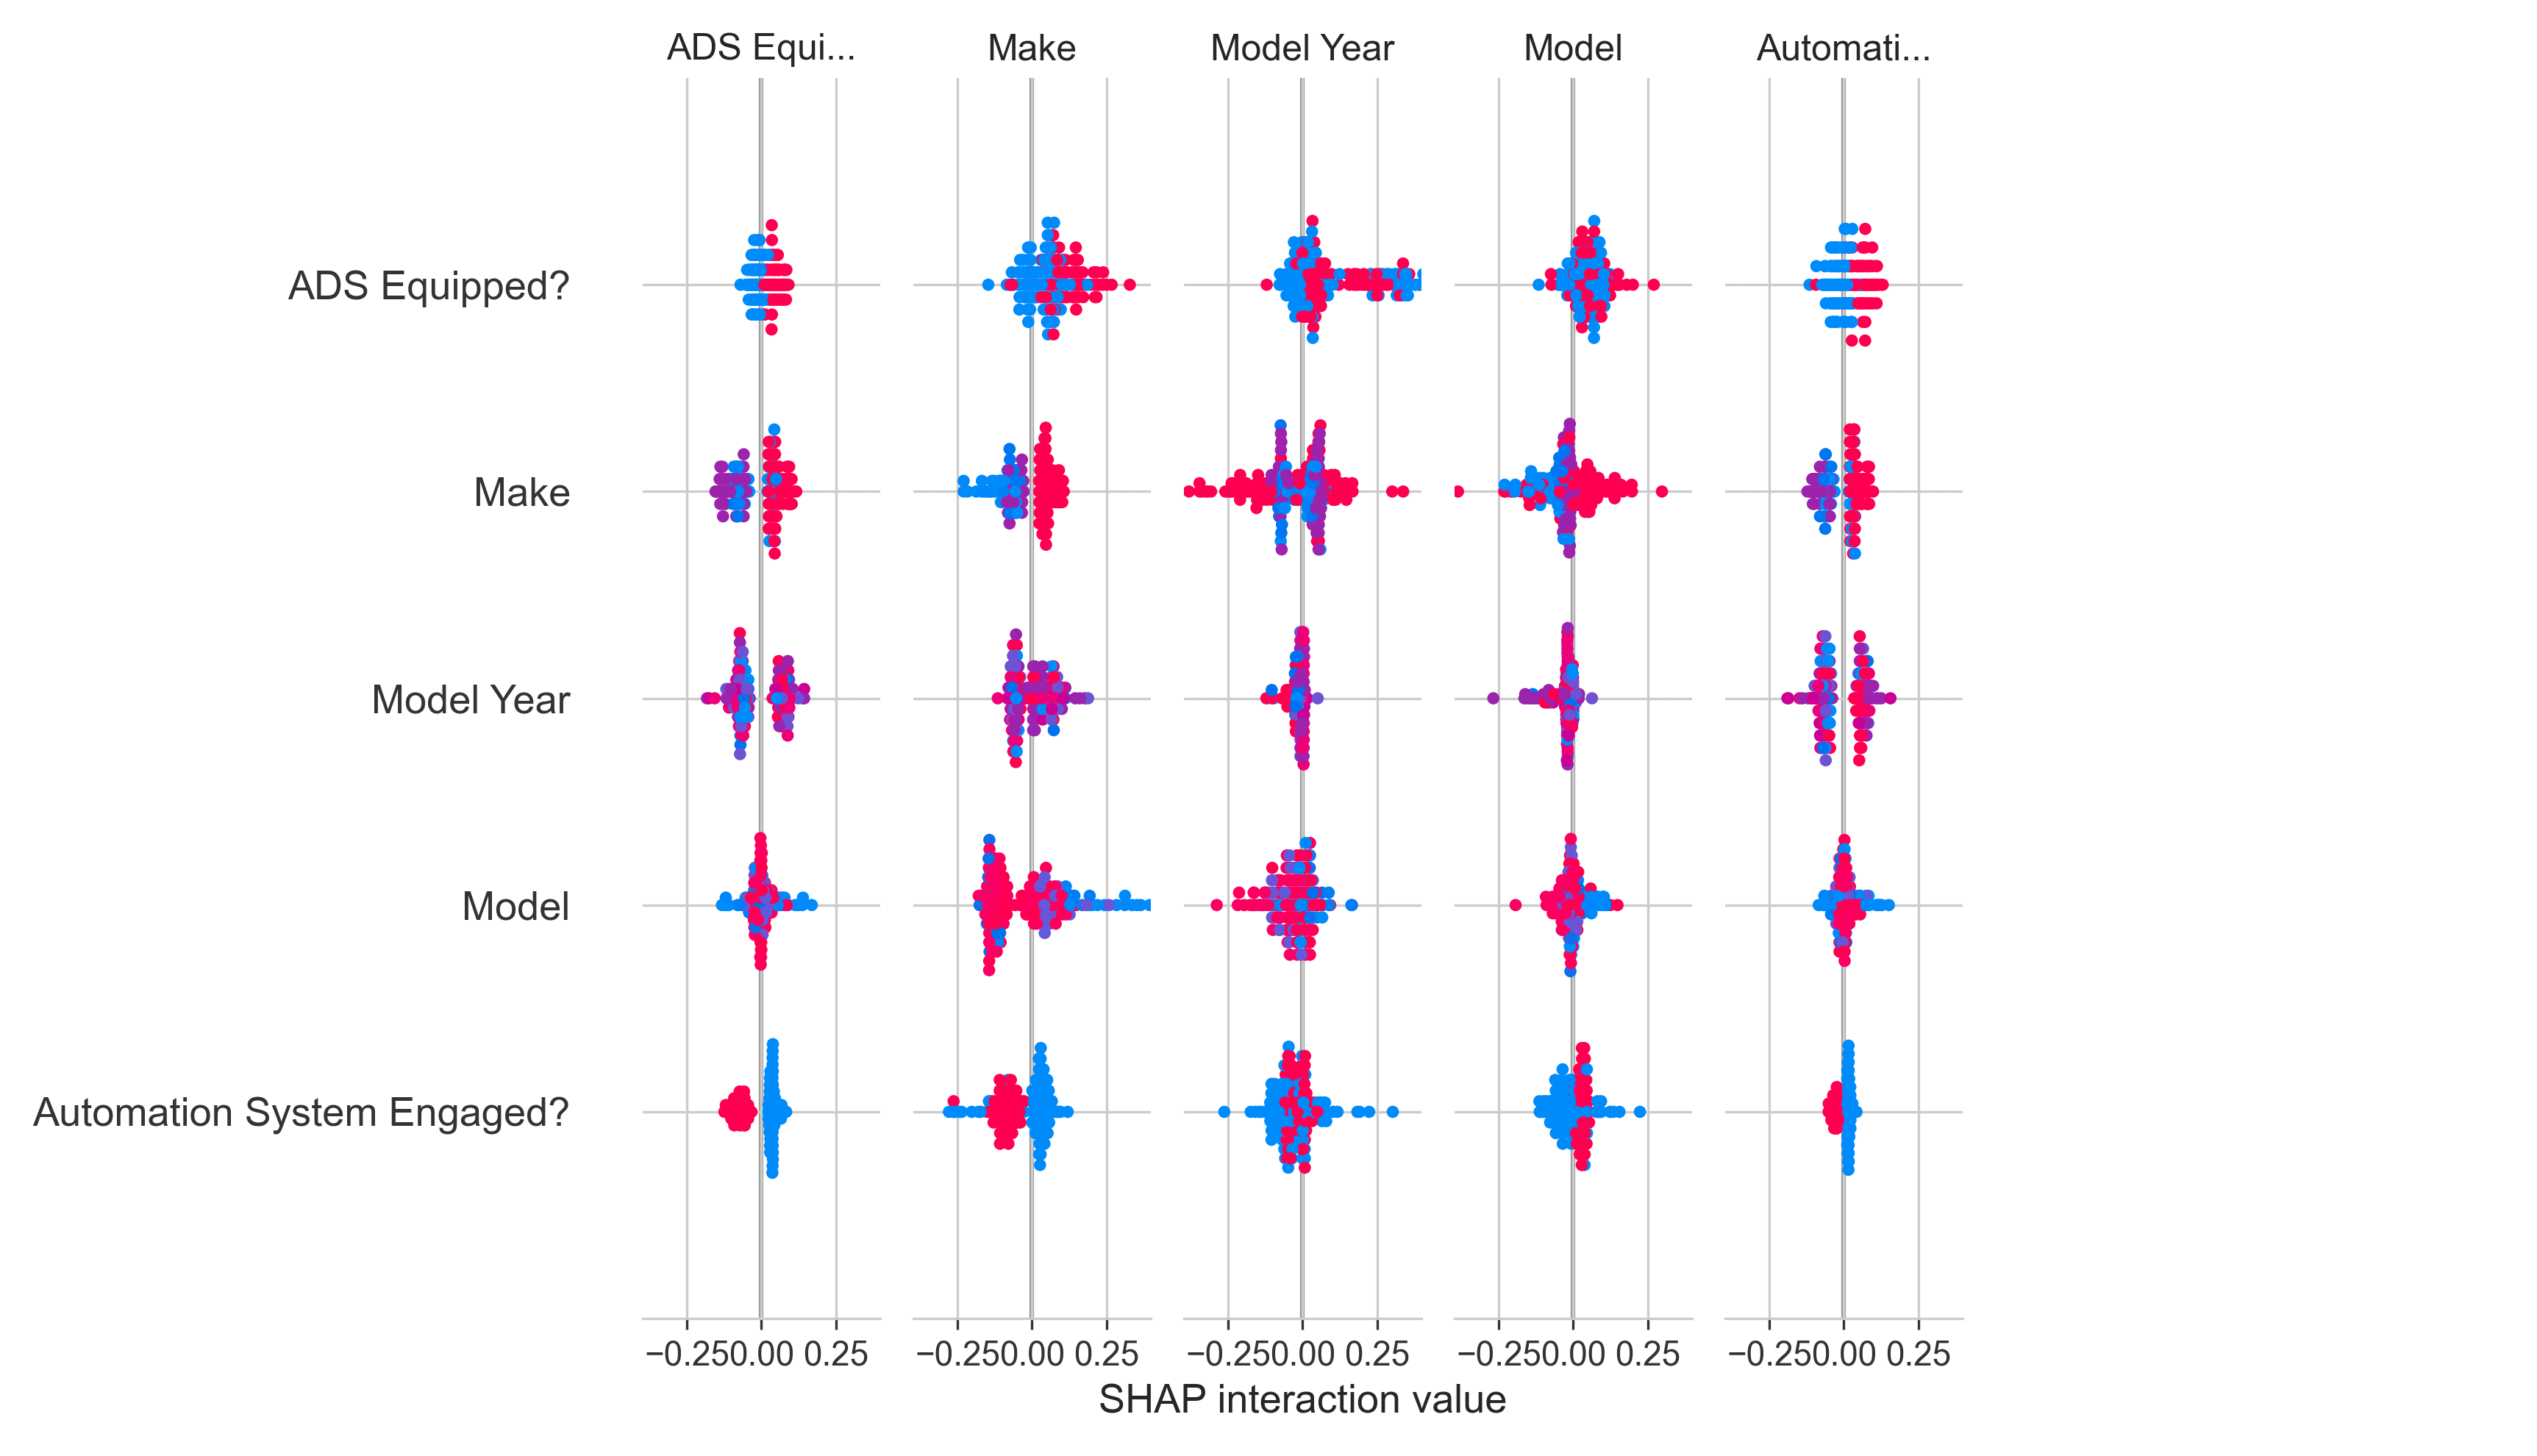 ADS Equi... Make Model Year Model Automati...
ADS Equipped?
Make
Model Year
Model
Automation System Engaged?
−0.250.00 0.25 −0.250.00 0.25 −0.250.00 0.25 −0.250.00 0.25 −0.250.00 0.25
SHAP interaction value